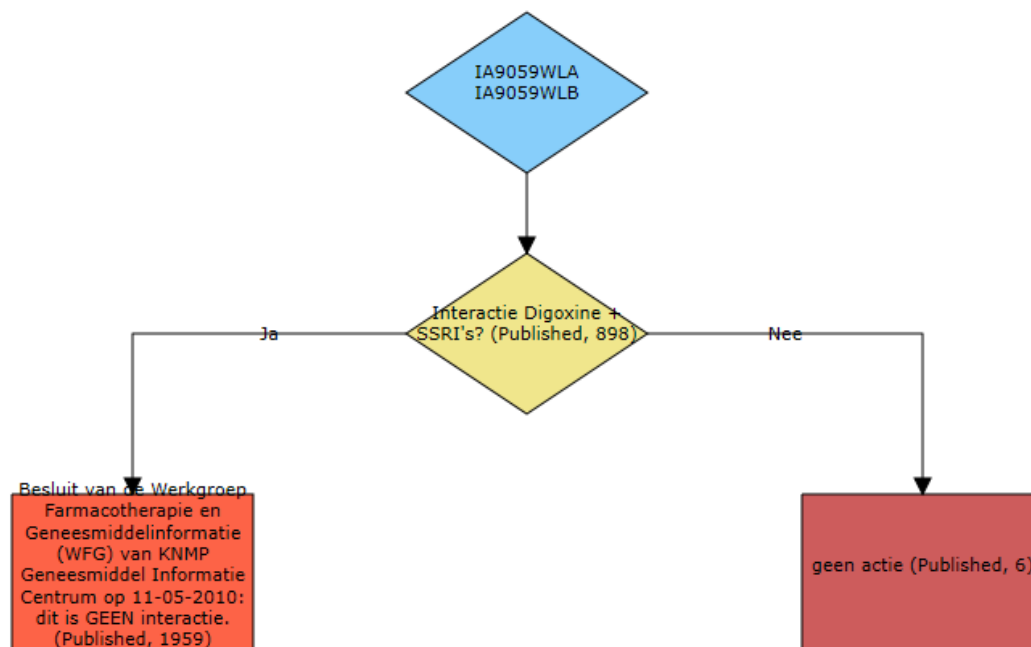 IA9059WLA
IA9059WLB
Interactie Digoxine +
SSRI's? (Published, 898)
Ja
Nee
Besluit van de Werkgroep
Farmacotherapie en
Geneesmiddelinformatie
(WFG) van KNMP
Geneesmiddel Informatie
Centrum op 11-05-2010:
dit is GEEN interactie.
(Published, 1959)
geen actie (Published, 6)